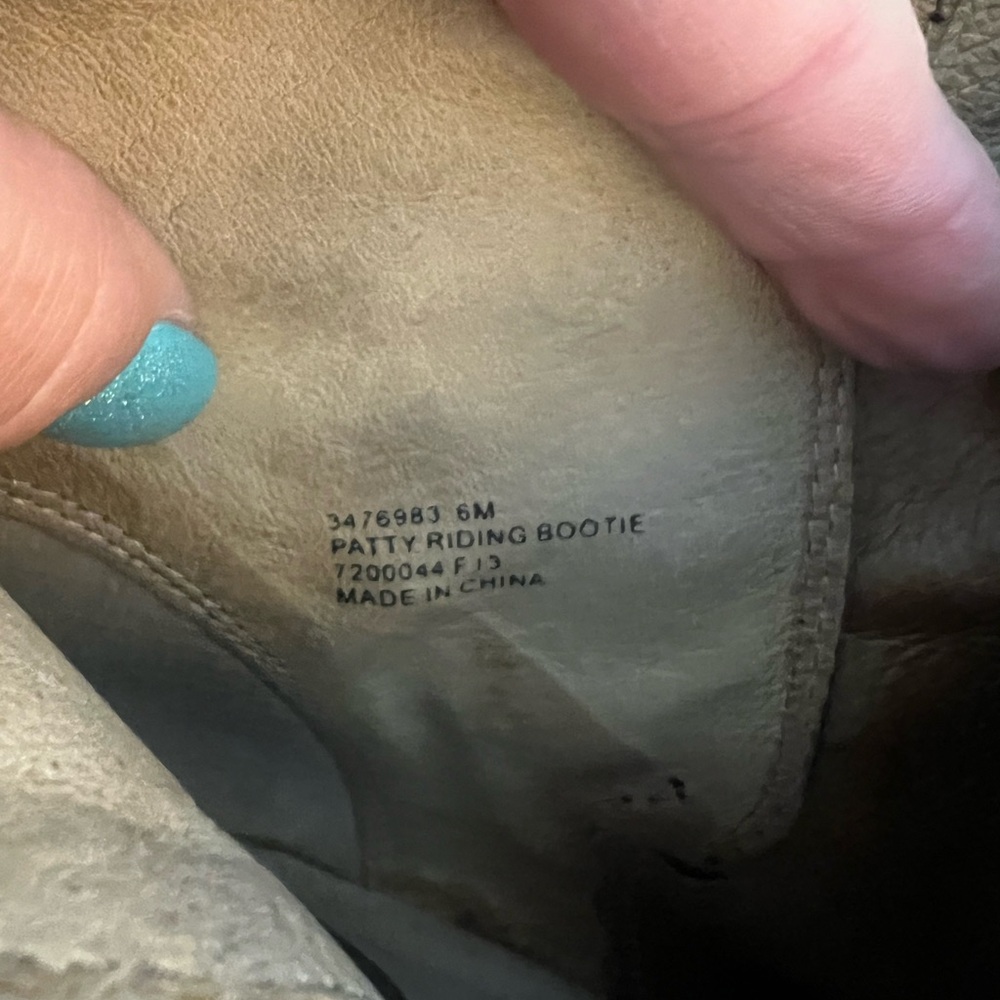 3476983 6M
PATTY RIDING BOOTIE
7200044 F13
MADE IN CHINA